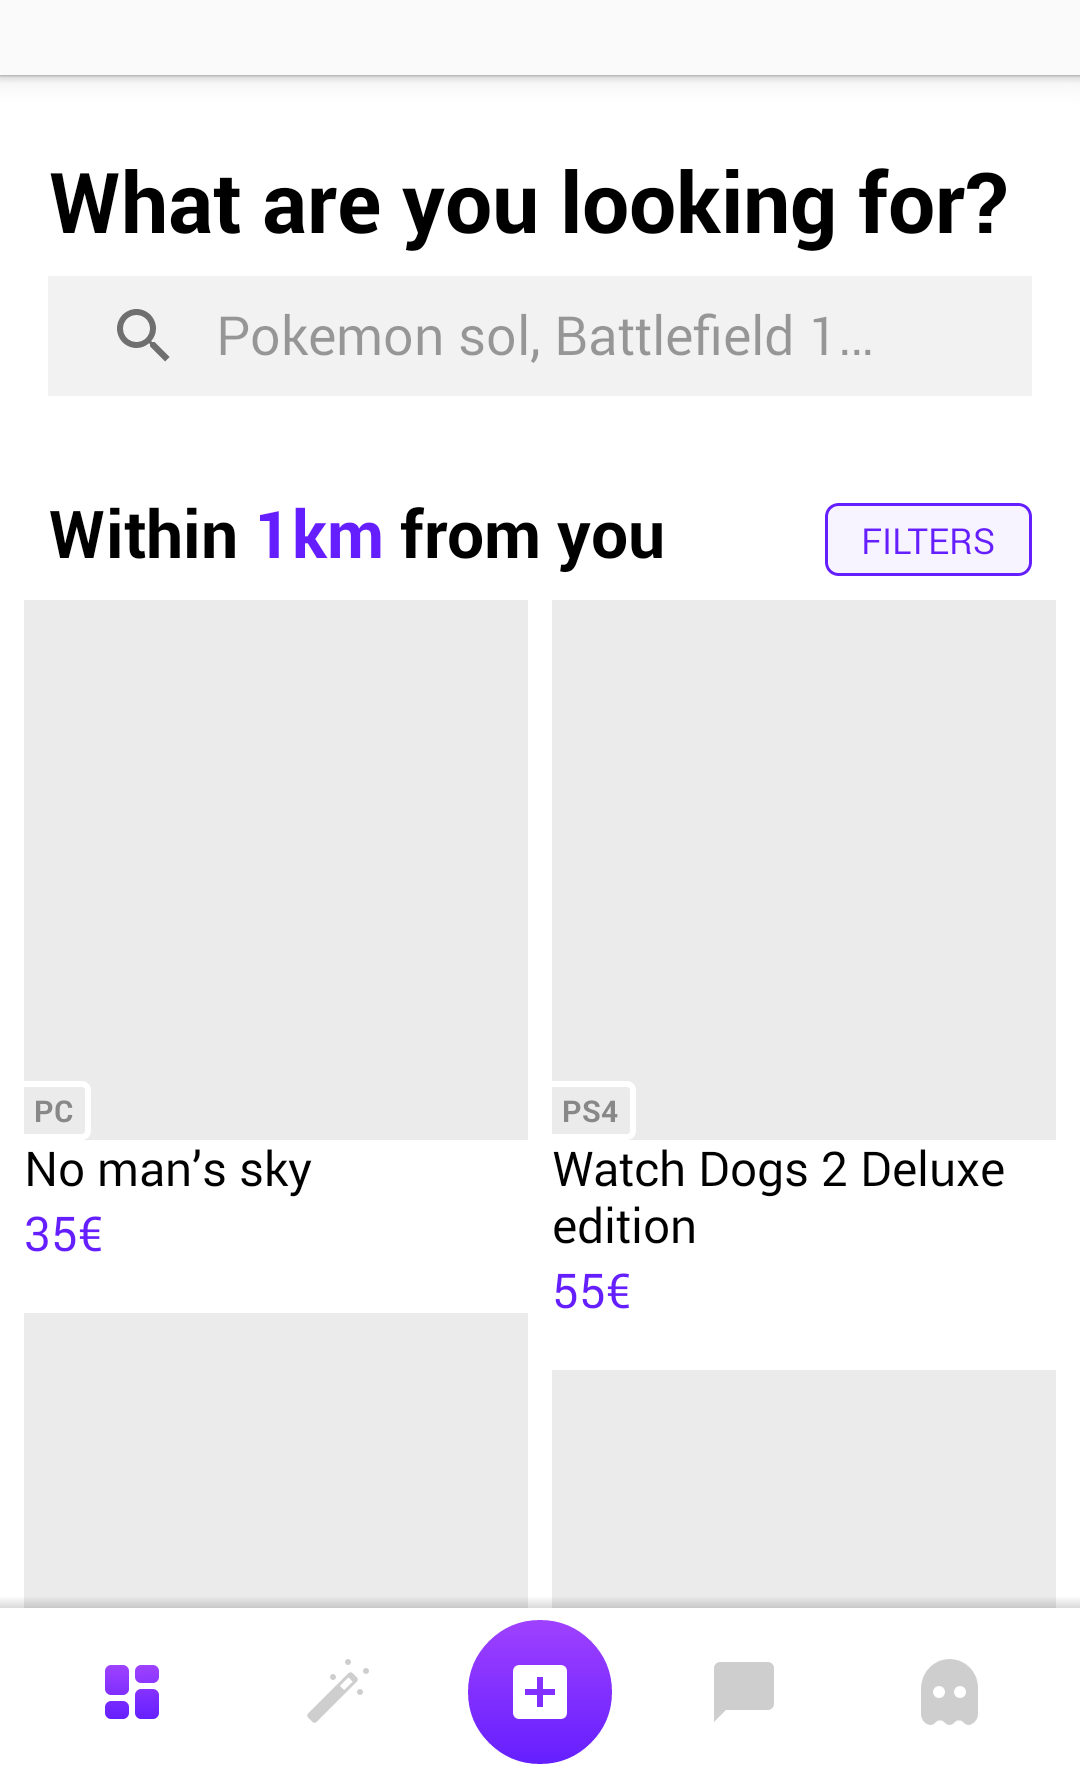 What are you looking for?
Pokemon sol, Battlefield 1...
Within 1km from you
FILTERS
PC
No man’s sky
35€
PS4
Watch Dogs 2 Deluxe
edition
55€